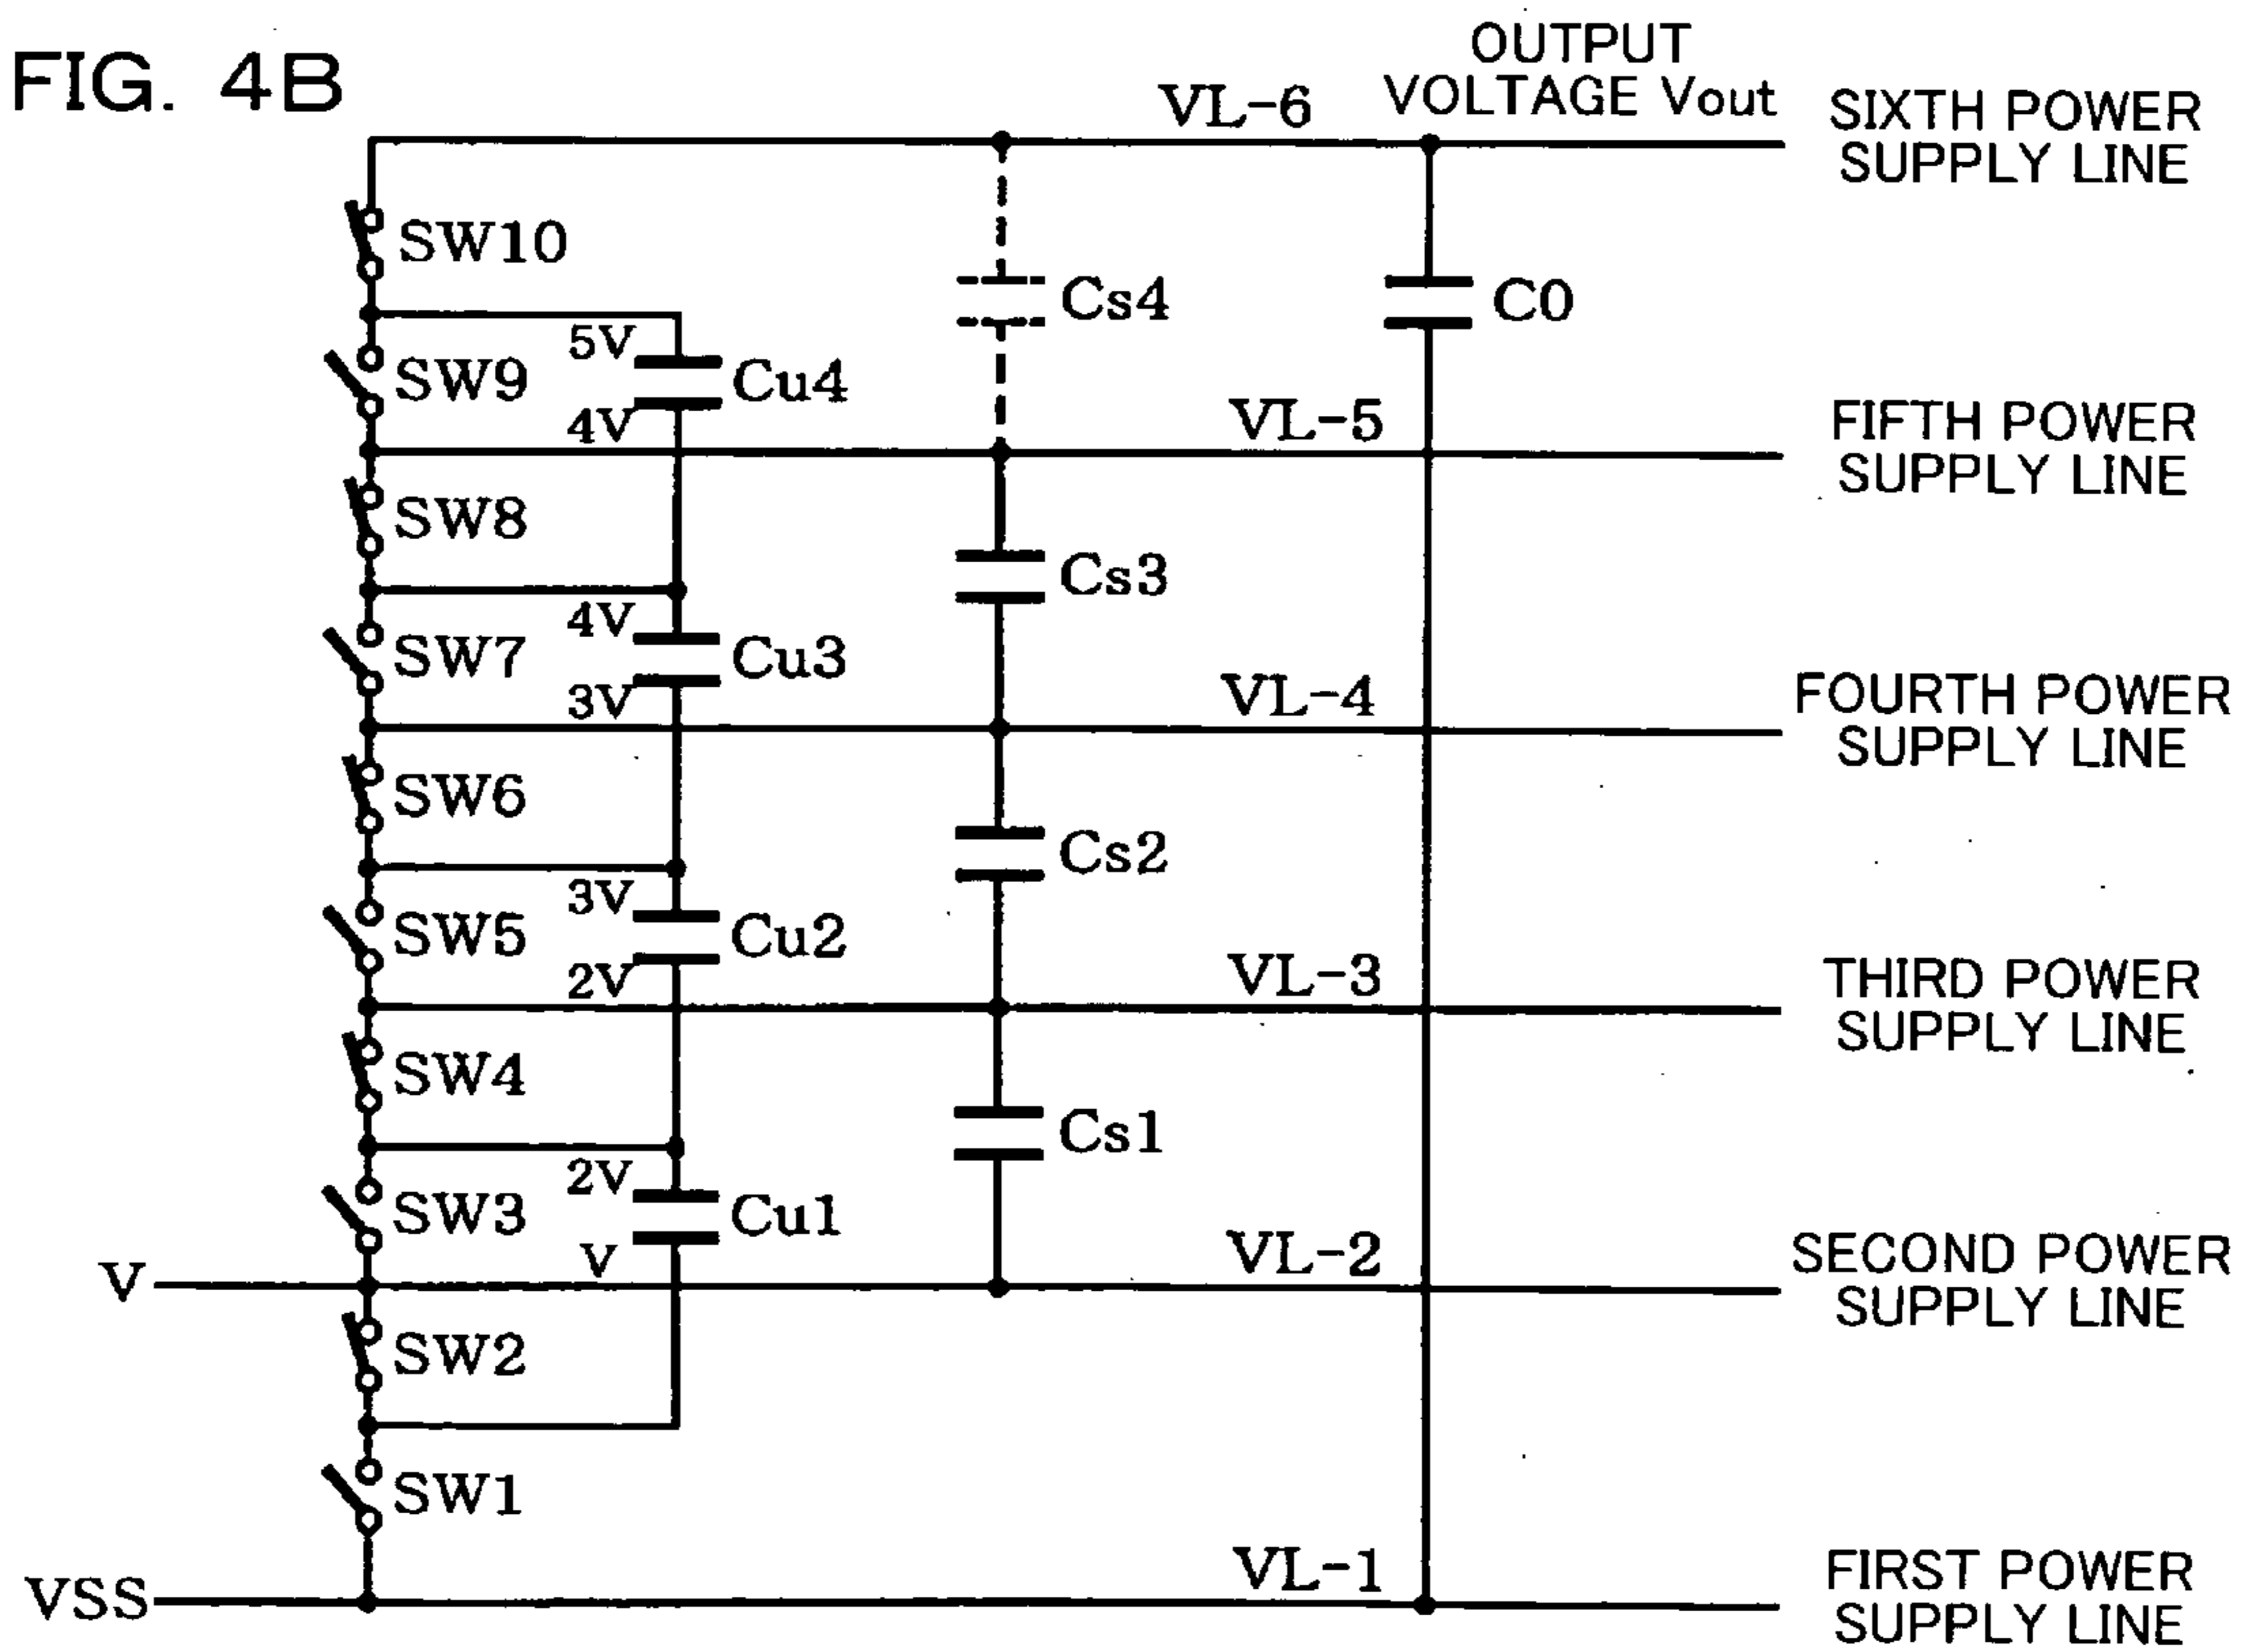 FIG. 4B
OUTPUT
VOLTAGE Vout
VL-6
SIXTH POWER
SUPPLY LINE
SW10
Cs4
C0
5V
SW9
Cu4
4V
VL-5
FIFTH POWER
SUPPLY LINE
SW8
Cs3
4V
SW7
Cu3
3V
VL-4
FOURTH POWER
SUPPLY LINE
SW6
Cs2
3V
SW5
Cu2
2V
VL-3
THIRD POWER
SUPPLY LINE
SW4
Cs1
2V
SW3
Cu1
V
VL-2
SECOND POWER
SUPPLY LINE
V
SW2
SW1
VL-1
FIRST POWER
SUPPLY LINE
VSS